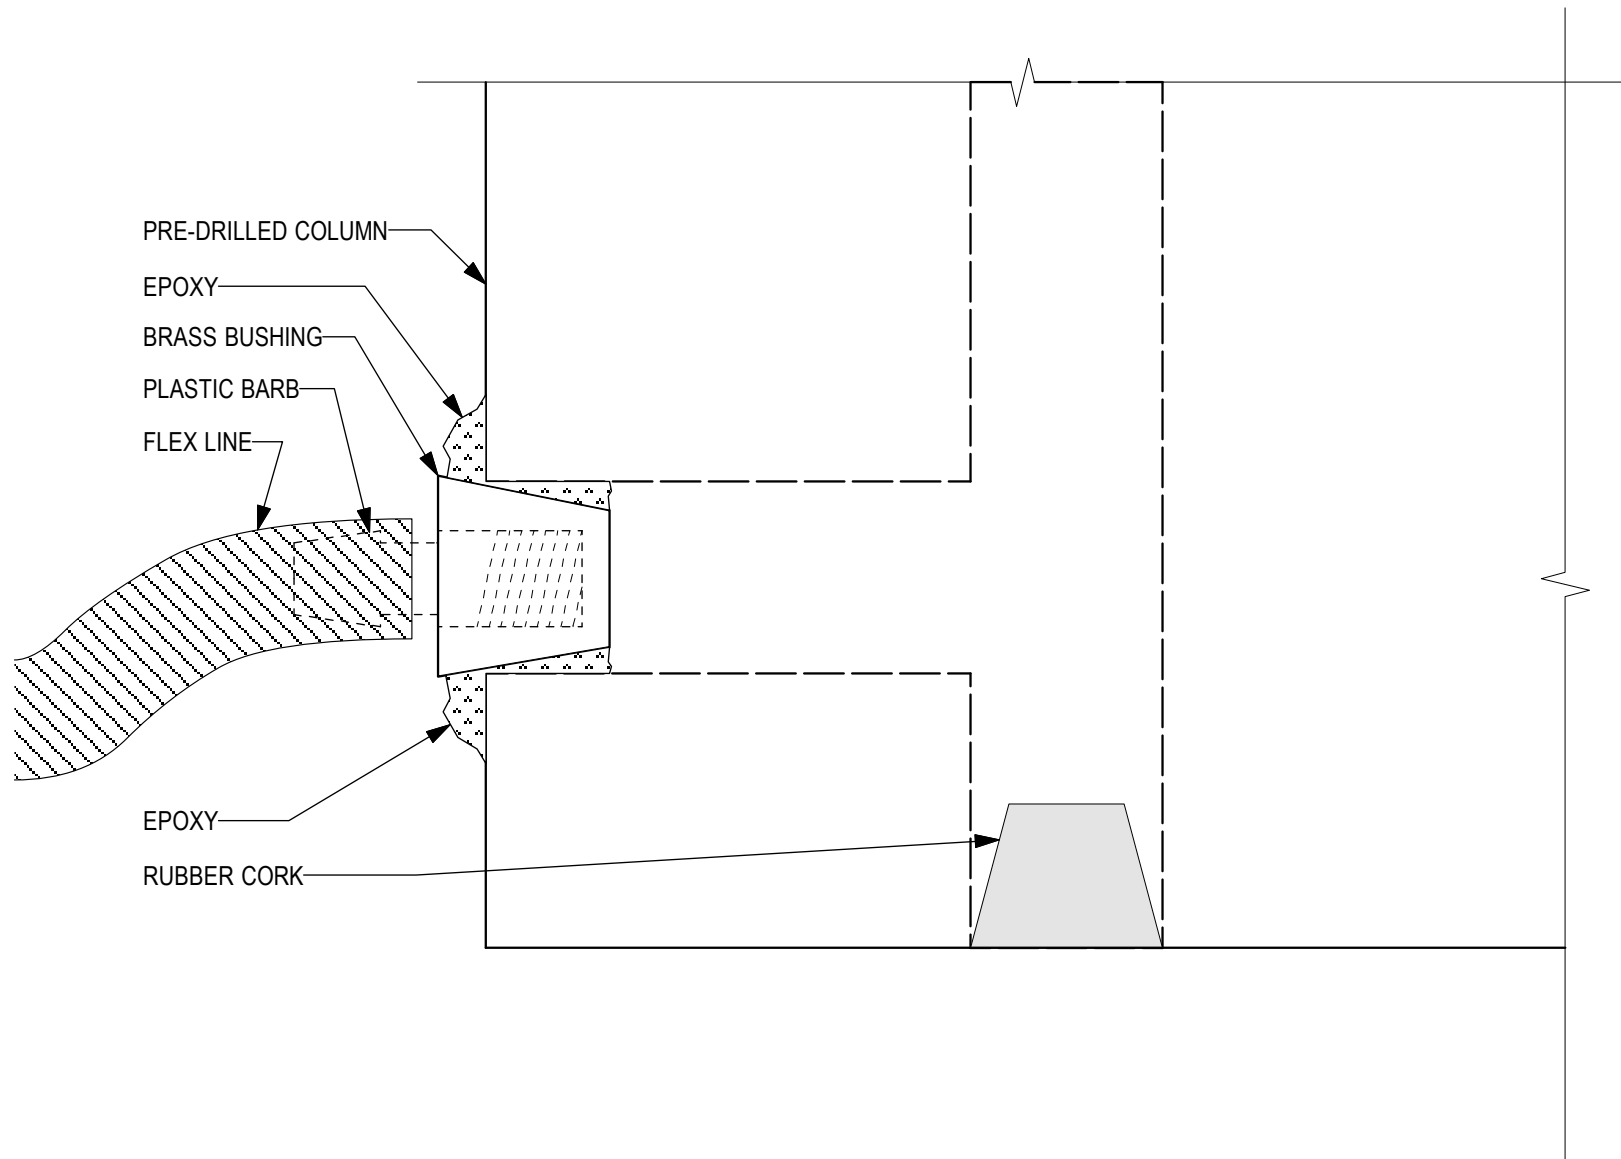 PRE-DRILLED COLUMN
EPOXY
BRASS BUSHING
PLASTIC BARB
FLEX LINE
EPOXY
RUBBER CORK